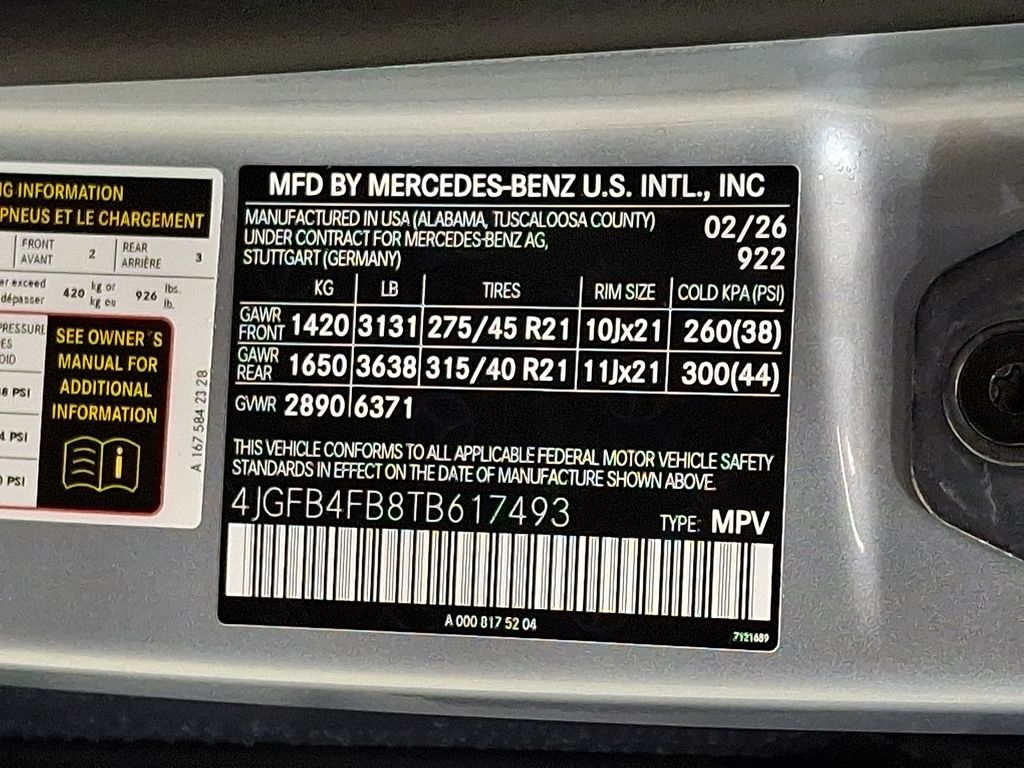 NG INFORMATION
PNEUS ET LE CHARGEMENT
FRONT
AVANT
2
REAR
ARRIÈRE
3
er exceed
dépasser
420
kg or
kg ou
926
lbs.
lb.
PRESSURE
SEE OWNER'S
MANUAL FOR
ADDITIONAL
INFORMATION
8 PSI
4 PSI
0 PSI
i
A 167 584 23 28
MFD BY MERCEDES-BENZ U.S. INTL., INC
MANUFACTURED IN USA (ALABAMA, TUSCALOOSA COUNTY)
UNDER CONTRACT FOR MERCEDES-BENZ AG,
STUTTGART (GERMANY)
02/26
922
KG LB TIRES RIM SIZE COLD KPA (PSI)
GAWR FRONT 1420 3131 275/45 R21 10Jx21 260(38)
GAWR REAR 1650 3638 315/40 R21 11Jx21 300(44)
GVWR 2890 6371
THIS VEHICLE CONFORMS TO ALL APPLICABLE FEDERAL MOTOR VEHICLE SAFETY
STANDARDS IN EFFECT ON THE DATE OF MANUFACTURE SHOWN ABOVE.
4JGFB4FB8TB617493
TYPE: MPV
A 000 817 52 04
7121689